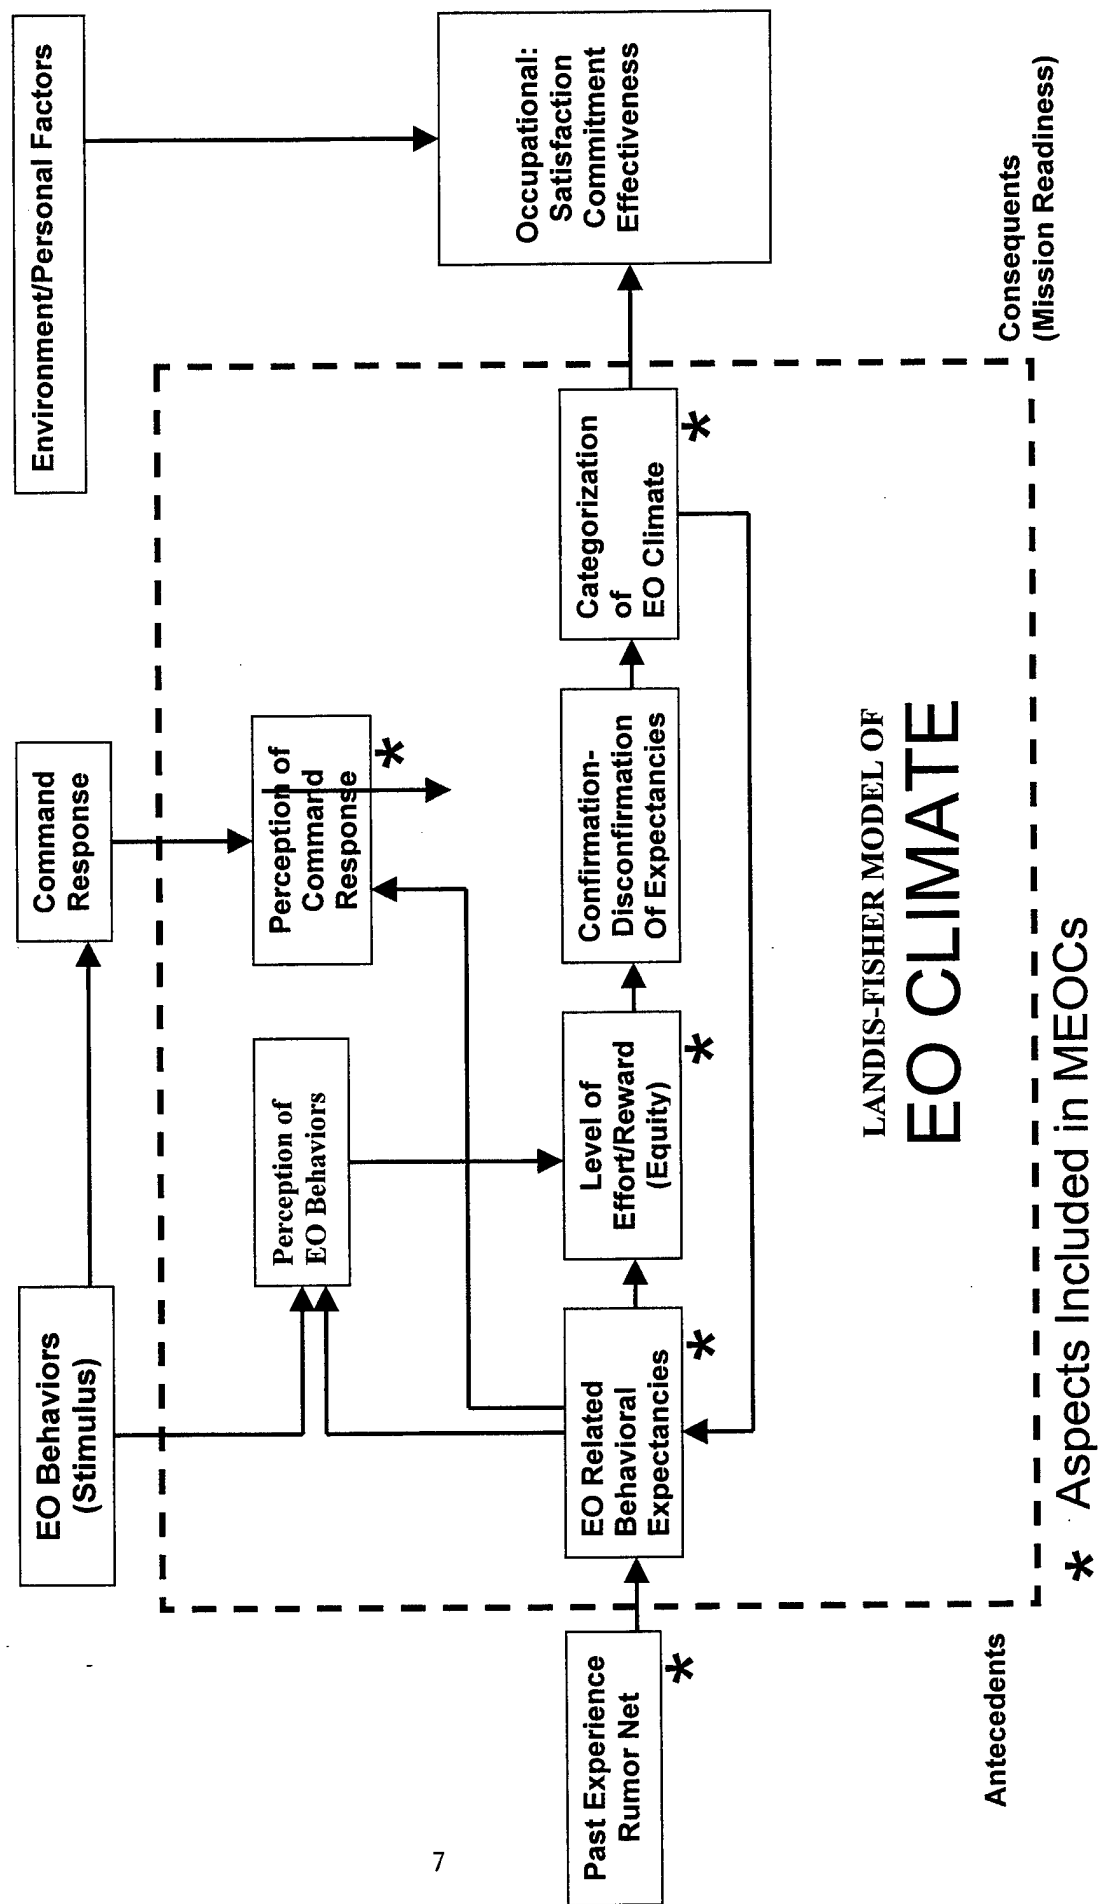 EO Behaviors
(Stimulus)
Command
Response
Environment/Personal Factors
Perception of
EO Behaviors
Perception of
Command
Response
*
Past Experience
Rumor Net
*
EO Related
Behavioral
Expectancies
*
Level of
Effort/Reward
(Equity)
*
Confirmation-
Disconfirmation
Of Expectancies
Categorization
of
EO Climate
*
Occupational:
Satisfaction
Commitment
Effectiveness
LANDIS-FISHER MODEL OF
EO CLIMATE
Antecedents
Consequents
(Mission Readiness)
* Aspects Included in MEOCs
7